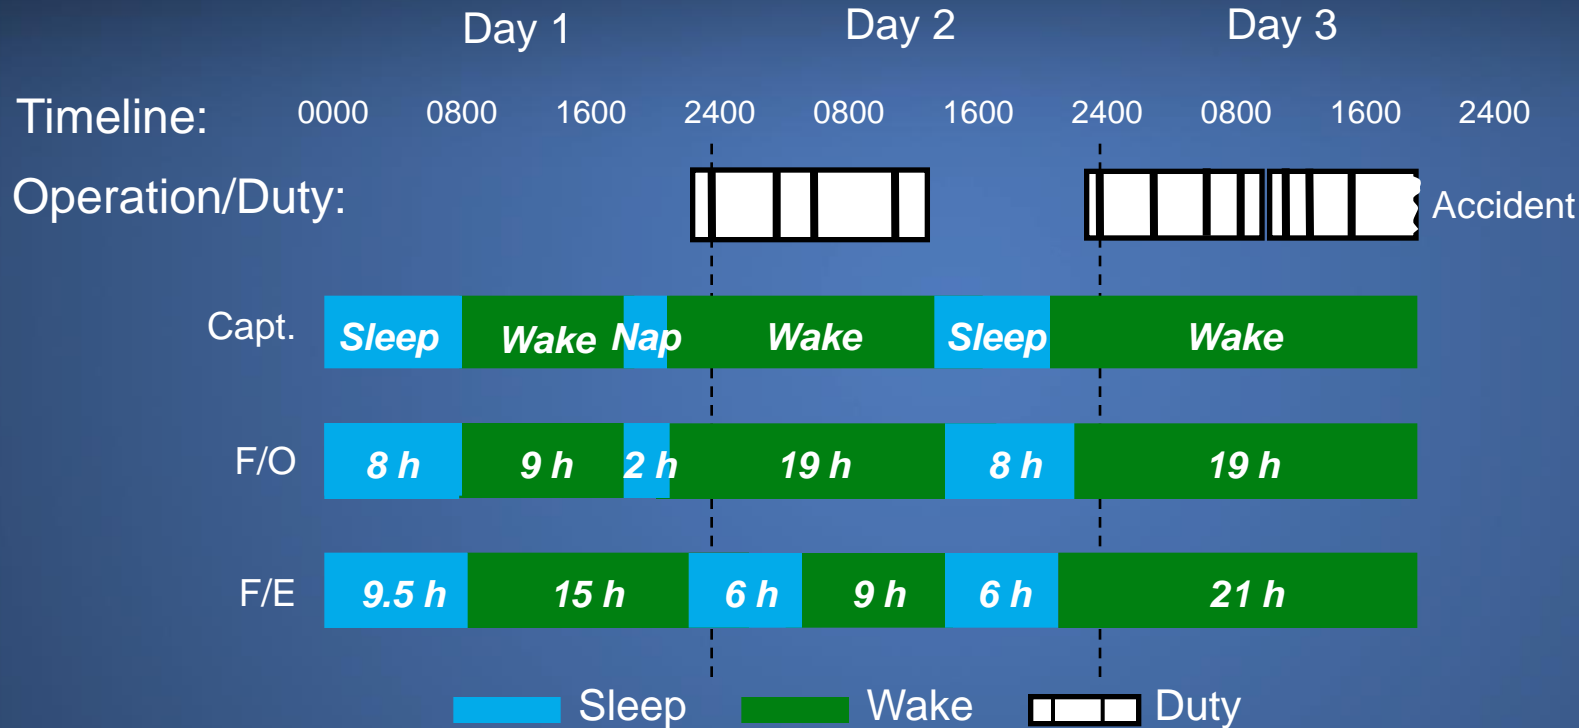 Day 1 Day 2 Day 3
Timeline: 0000 0800 1600 2400 0800 1600 2400 0800 1600 2400
Operation/Duty: Accident
Capt. Sleep Wake Nap Wake Sleep Wake
F/O 8 h 9 h 2 h 19 h 8 h 19 h
F/E 9.5 h 15 h 6 h 9 h 6 h 21 h
Sleep Wake Duty